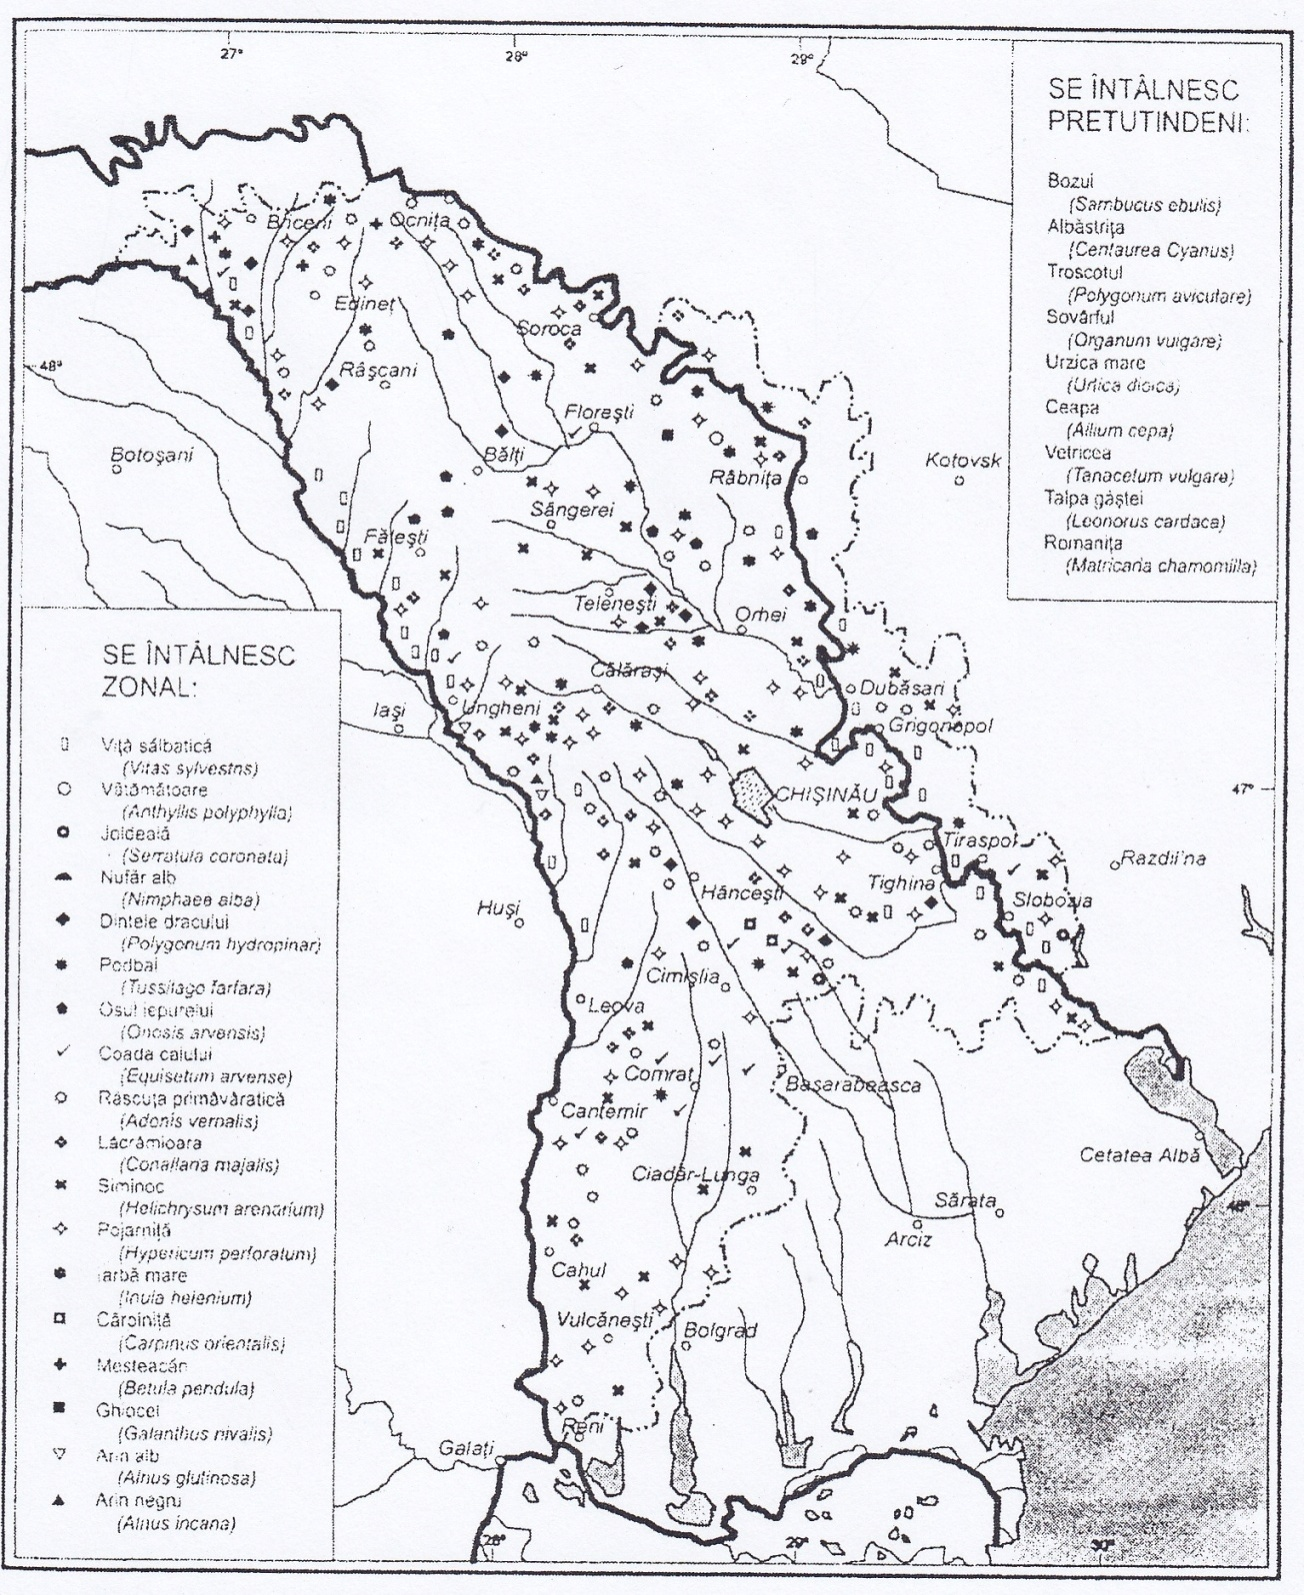 27°
28°
29°
SE ÎNTÂLNESC
PRETUTINDENI:
Bozul
(Sambucus ebulis)
Albăstrița
(Centaurea Cyanus)
Troscotul
(Polygonum aviculare)
Sovârful
(Organum vulgare)
Urzica mare
(Urtica dioica)
Ceapa
(Allium cepa)
Vetricea
(Tanacetum vulgare)
Talpa gâștei
(Leonorus cardaca)
Romanița
(Matricaria chamomilla)
Briceni
Ocnița
Edineț
Soroca
48°
Râșcani
Florești
Botoșani
Bălți
Râbnița
Kotovsk
Sângerei
Fălești
Telenești
Orhei
Călărași
Dubăsari
Iași
Ungheni
Grigoriopol
CHIȘINĂU
47°
Tiraspol
Razdil'na
Tighina
Hâncești
Slobozia
Huși
Cimișlia
Leova
Comrat
Basarabeasca
Cantemir
Cetatea Albă
Ciadâr-Lunga
Sărata
46°
Arciz
Cahul
Vulcănești
Bolgrad
Reni
Galați
28°
29°
30°
SE ÎNTÂLNESC
ZONAL:
Viță sălbatică
(Vitas sylvestris)
Vătămătoare
(Anthyllis polyphylla)
Joldeală
(Serratula coronata)
Nufăr alb
(Nimphaea alba)
Dintele dracului
(Polygonum hydropinar)
Podbal
(Tussilago farfara)
Osul iepurelui
(Onosis arvensis)
Coada calului
(Equisetum arvense)
Răscuța primăvăratică
(Adonis vernalis)
Lăcrămioara
(Conallaria majalis)
Siminoc
(Helichrysum arenarium)
Pojarniță
(Hypericum perforatum)
Iarbă mare
(Inula helenium)
Cărpiniță
(Carpinus orientalis)
Mesteacăn
(Betula pendula)
Ghiocel
(Galanthus nivalis)
Arin alb
(Alnus glutinosa)
Arin negru
(Alnus incana)